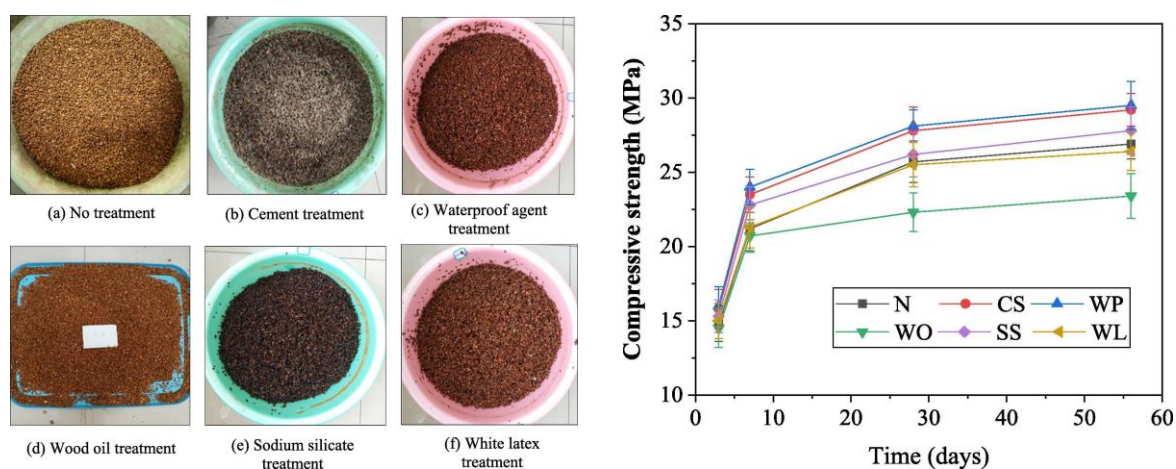 (a) No treatment
(b) Cement treatment
(c) Waterproof agent
treatment
(d) Wood oil treatment
(e) Sodium silicate
treatment
(f) White latex
treatment
Compressive strength (MPa)
35
30
25
20
15
10
N
CS
WP
WO
SS
WL
0
10
20
30
40
50
60
Time (days)